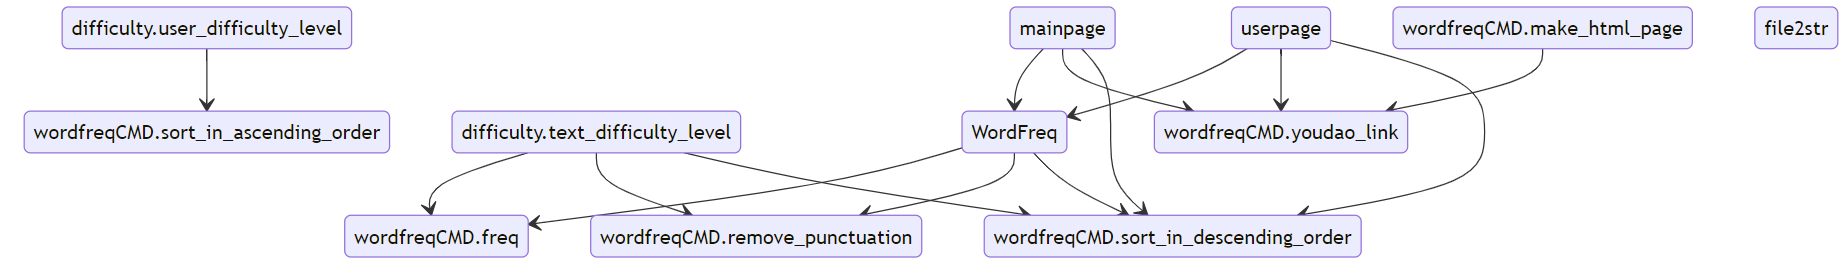 difficulty.user_difficulty_level
mainpage
userpage
wordfreqCMD.make_html_page
file2str
wordfreqCMD.sort_in_ascending_order
difficulty.text_difficulty_level
WordFreq
wordfreqCMD.youdao_link
wordfreqCMD.freq
wordfreqCMD.remove_punctuation
wordfreqCMD.sort_in_descending_order